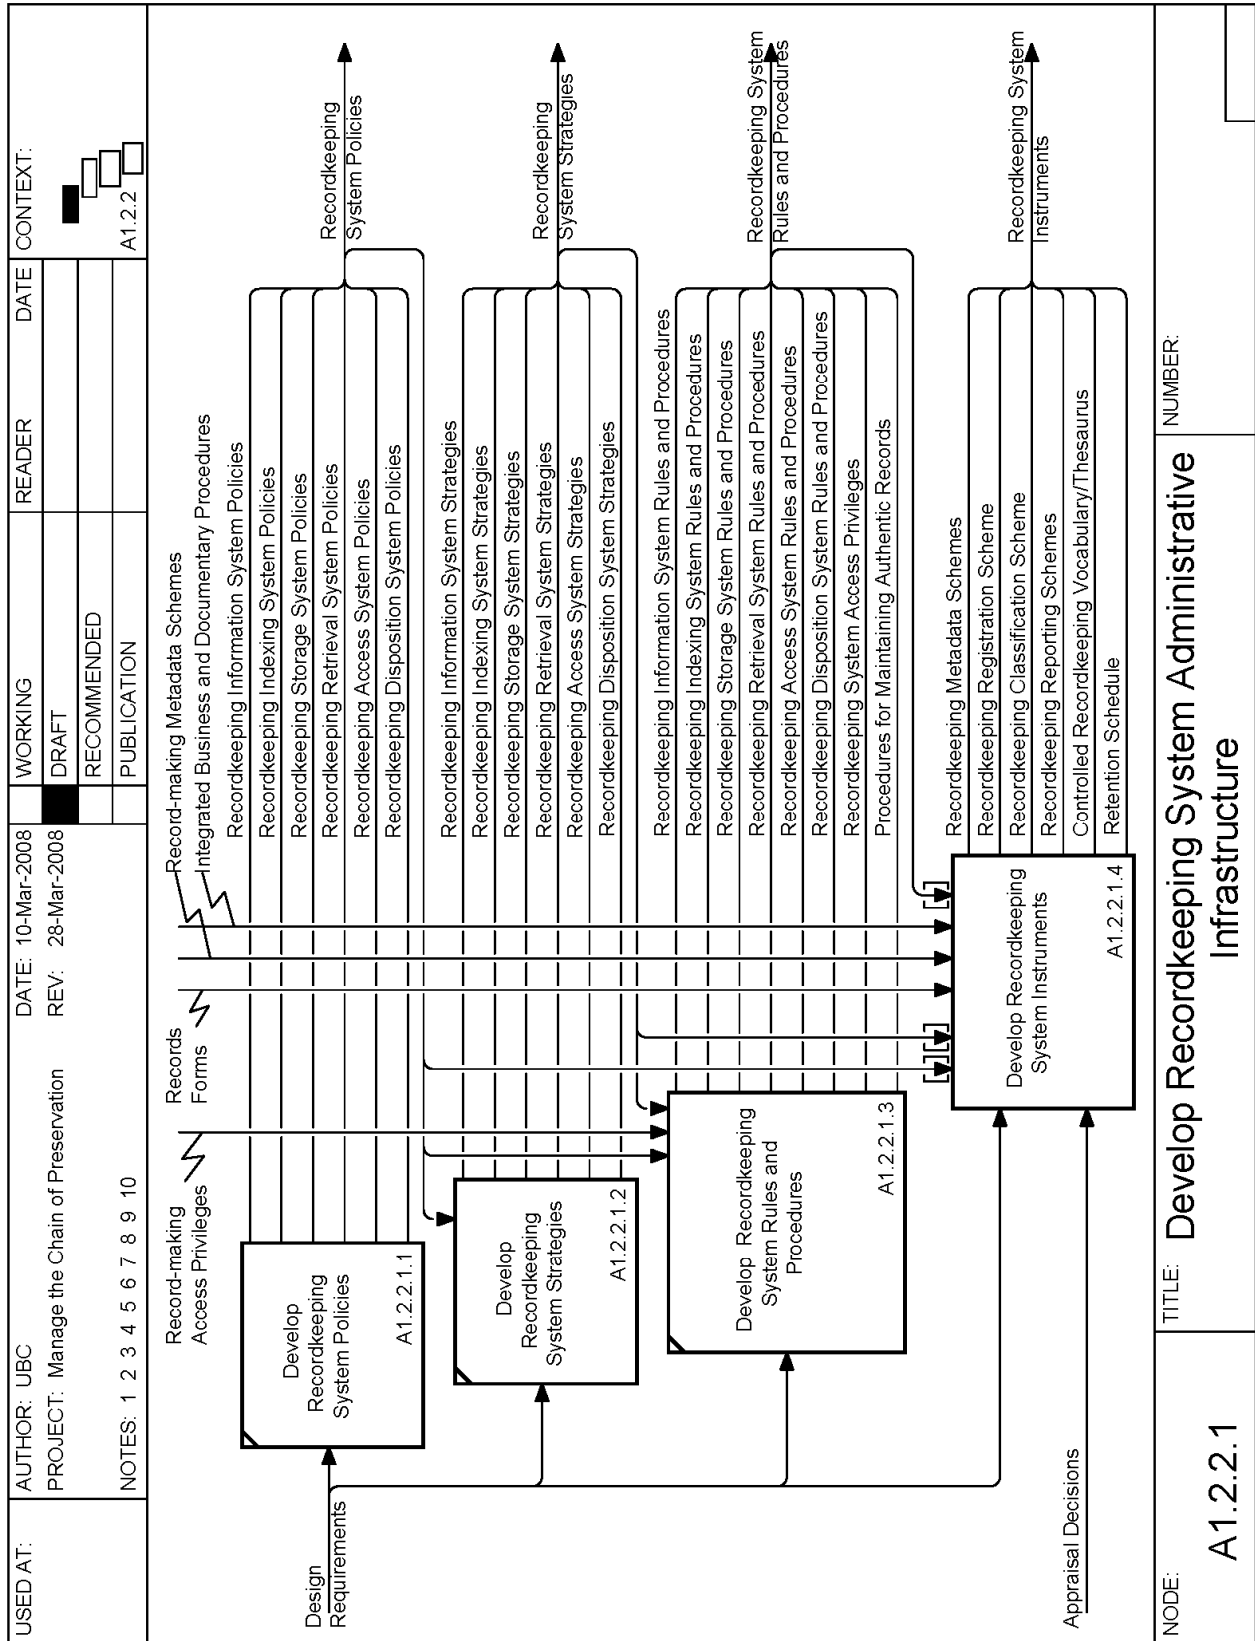 USED AT:
AUTHOR: UBC
PROJECT: Manage the Chain of Preservation
NOTES: 1 2 3 4 5 6 7 8 9 10
DATE: 10-Mar-2008
REV: 28-Mar-2008
WORKING
DRAFT
RECOMMENDED
PUBLICATION
READER
DATE
CONTEXT:
A1.2.2
Record-making
Access Privileges
Records
Forms
Record-making Metadata Schemes
Integrated Business and Documentary Procedures
Design
Requirements
Develop
Recordkeeping
System Policies
A1.2.2.1.1
Recordkeeping Information System Policies
Recordkeeping Indexing System Policies
Recordkeeping Storage System Policies
Recordkeeping Retrieval System Policies
Recordkeeping Access System Policies
Recordkeeping Disposition System Policies
Recordkeeping
System Policies
Develop
Recordkeeping
System Strategies
A1.2.2.1.2
Recordkeeping Information System Strategies
Recordkeeping Indexing System Strategies
Recordkeeping Storage System Strategies
Recordkeeping Retrieval System Strategies
Recordkeeping Access System Strategies
Recordkeeping Disposition System Strategies
Recordkeeping
System Strategies
Develop Recordkeeping
System Rules and
Procedures
A1.2.2.1.3
Recordkeeping Information System Rules and Procedures
Recordkeeping Indexing System Rules and Procedures
Recordkeeping Storage System Rules and Procedures
Recordkeeping Retrieval System Rules and Procedures
Recordkeeping Access System Rules and Procedures
Recordkeeping Disposition System Rules and Procedures
Recordkeeping System Access Privileges
Procedures for Maintaining Authentic Records
Recordkeeping System
Rules and Procedures
Develop Recordkeeping
System Instruments
A1.2.2.1.4
Recordkeeping Metadata Schemes
Recordkeeping Registration Scheme
Recordkeeping Classification Scheme
Recordkeeping Reporting Schemes
Controlled Recordkeeping Vocabulary/Thesaurus
Retention Schedule
Recordkeeping System
Instruments
Appraisal Decisions
NODE:
A1.2.2.1
TITLE:
Develop Recordkeeping System Administrative
Infrastructure
NUMBER: